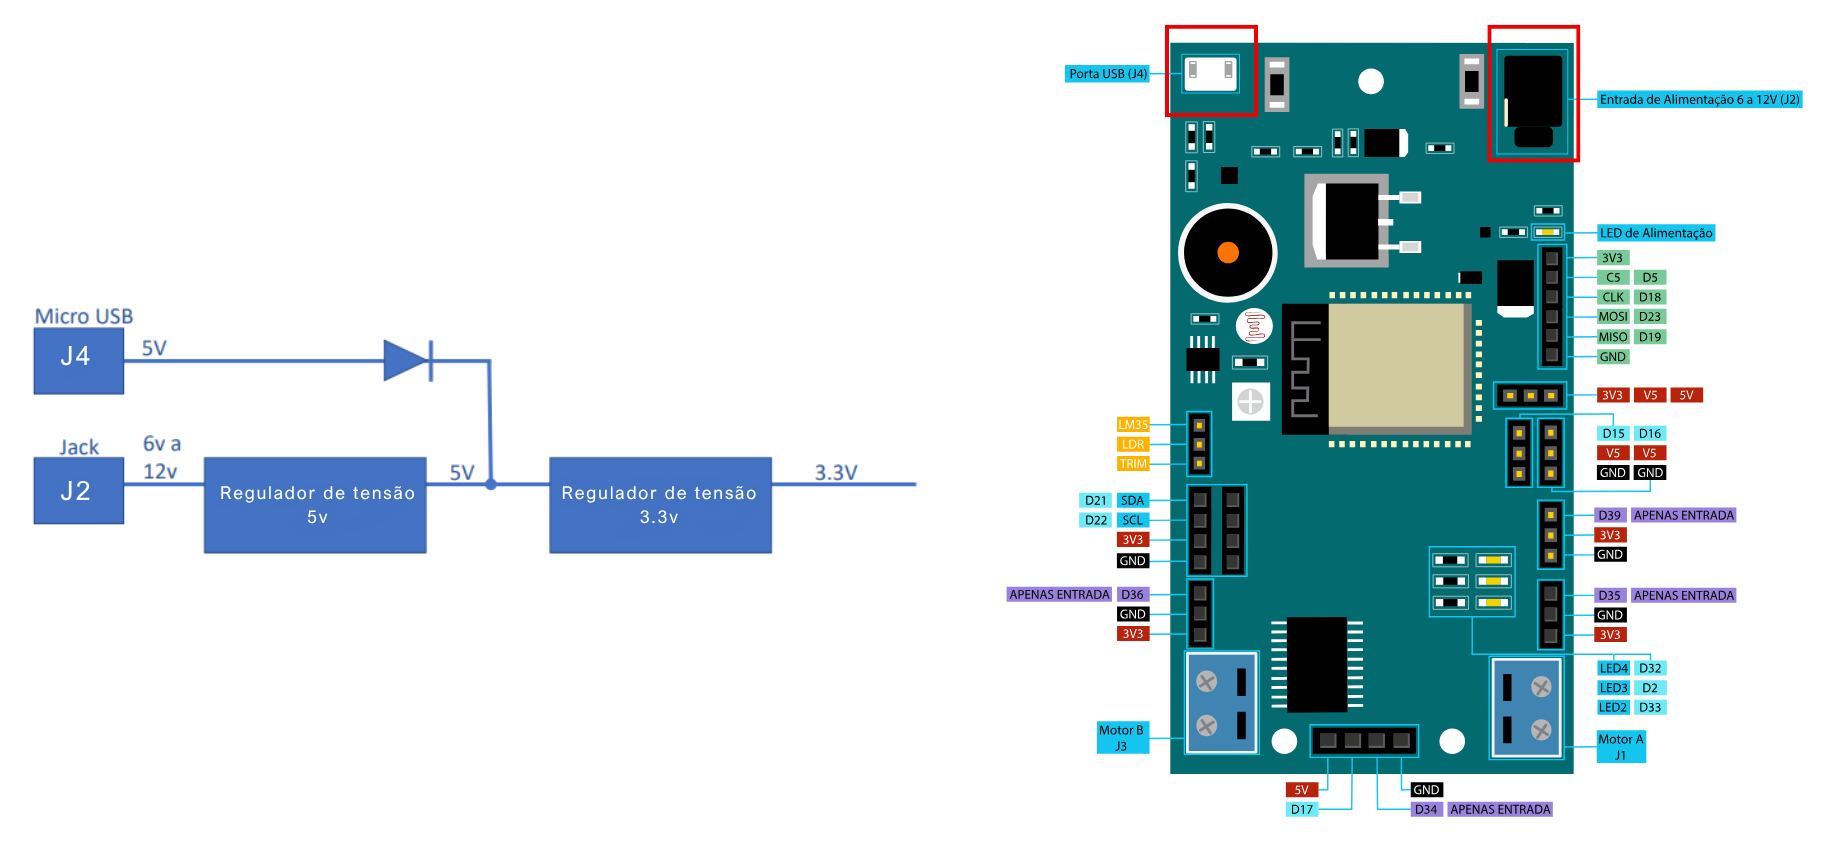 Micro USB
J4
5V
Jack
J2
6v a
12v
Regulador de tensão
5v
5V
Regulador de tensão
3.3v
3.3V
Porta USB (J4)
Entrada de Alimentação 6 a 12V (J2)
LED de Alimentação
3V3
C5 D5
CLK D18
MOSI D23
MISO D19
GND
3V3 V5 5V
D15 D16
V5 V5
GND GND
LM35
LDR
TRIM
D21 SDA
D22 SCL
3V3
GND
APENAS ENTRADA D36
GND
3V3
D39 APENAS ENTRADA
3V3
GND
D35 APENAS ENTRADA
GND
3V3
LED4 D32
LED3 D2
LED2 D33
Motor B
J3
Motor A
J1
5V
D17
GND
D34 APENAS ENTRADA